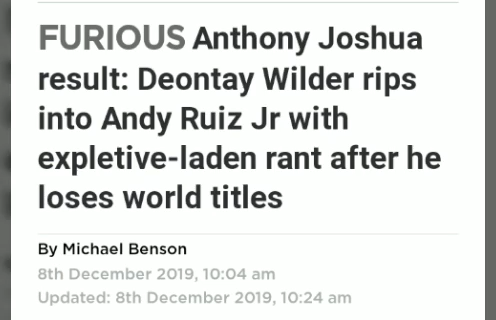 FURIOUS Anthony Joshua
result: Deontay Wilder rips
into Andy Ruiz Jr with
expletive-laden rant after he
loses world titles
By Michael Benson
8th December 2019, 10:04 am
Updated: 8th December 2019, 10:24 am